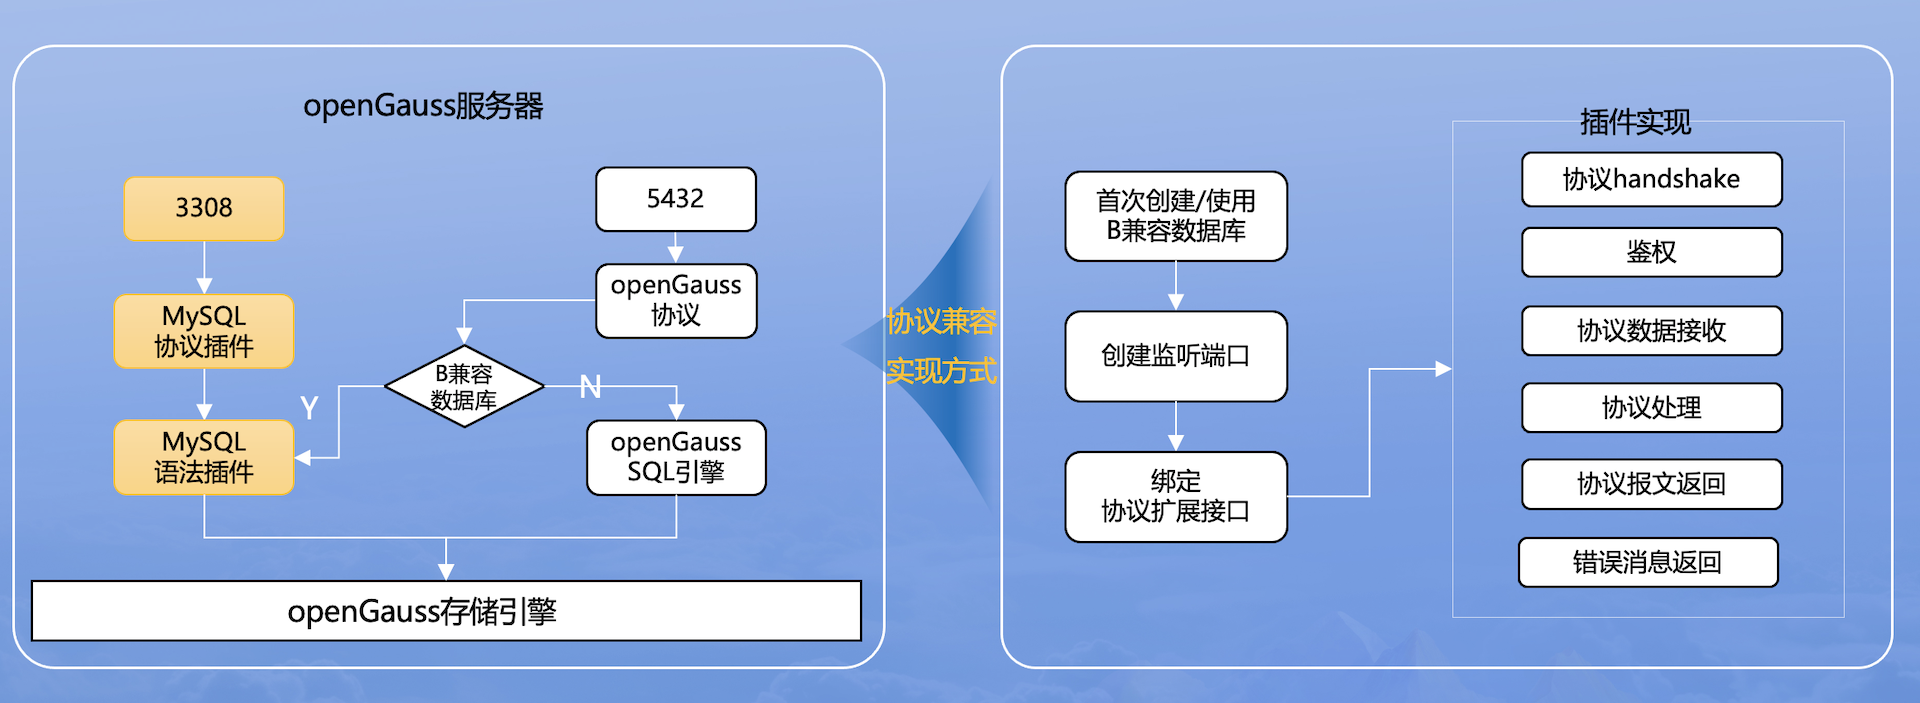 openGauss服务器
3308
5432
MySQL
协议插件
openGauss
协议
B兼容
数据库
Y
N
MySQL
语法插件
openGauss
SQL引擎
openGauss存储引擎
协议兼容
实现方式
首次创建/使用
B兼容数据库
创建监听端口
绑定
协议扩展接口
插件实现
协议handshake
鉴权
协议数据接收
协议处理
协议报文返回
错误消息返回